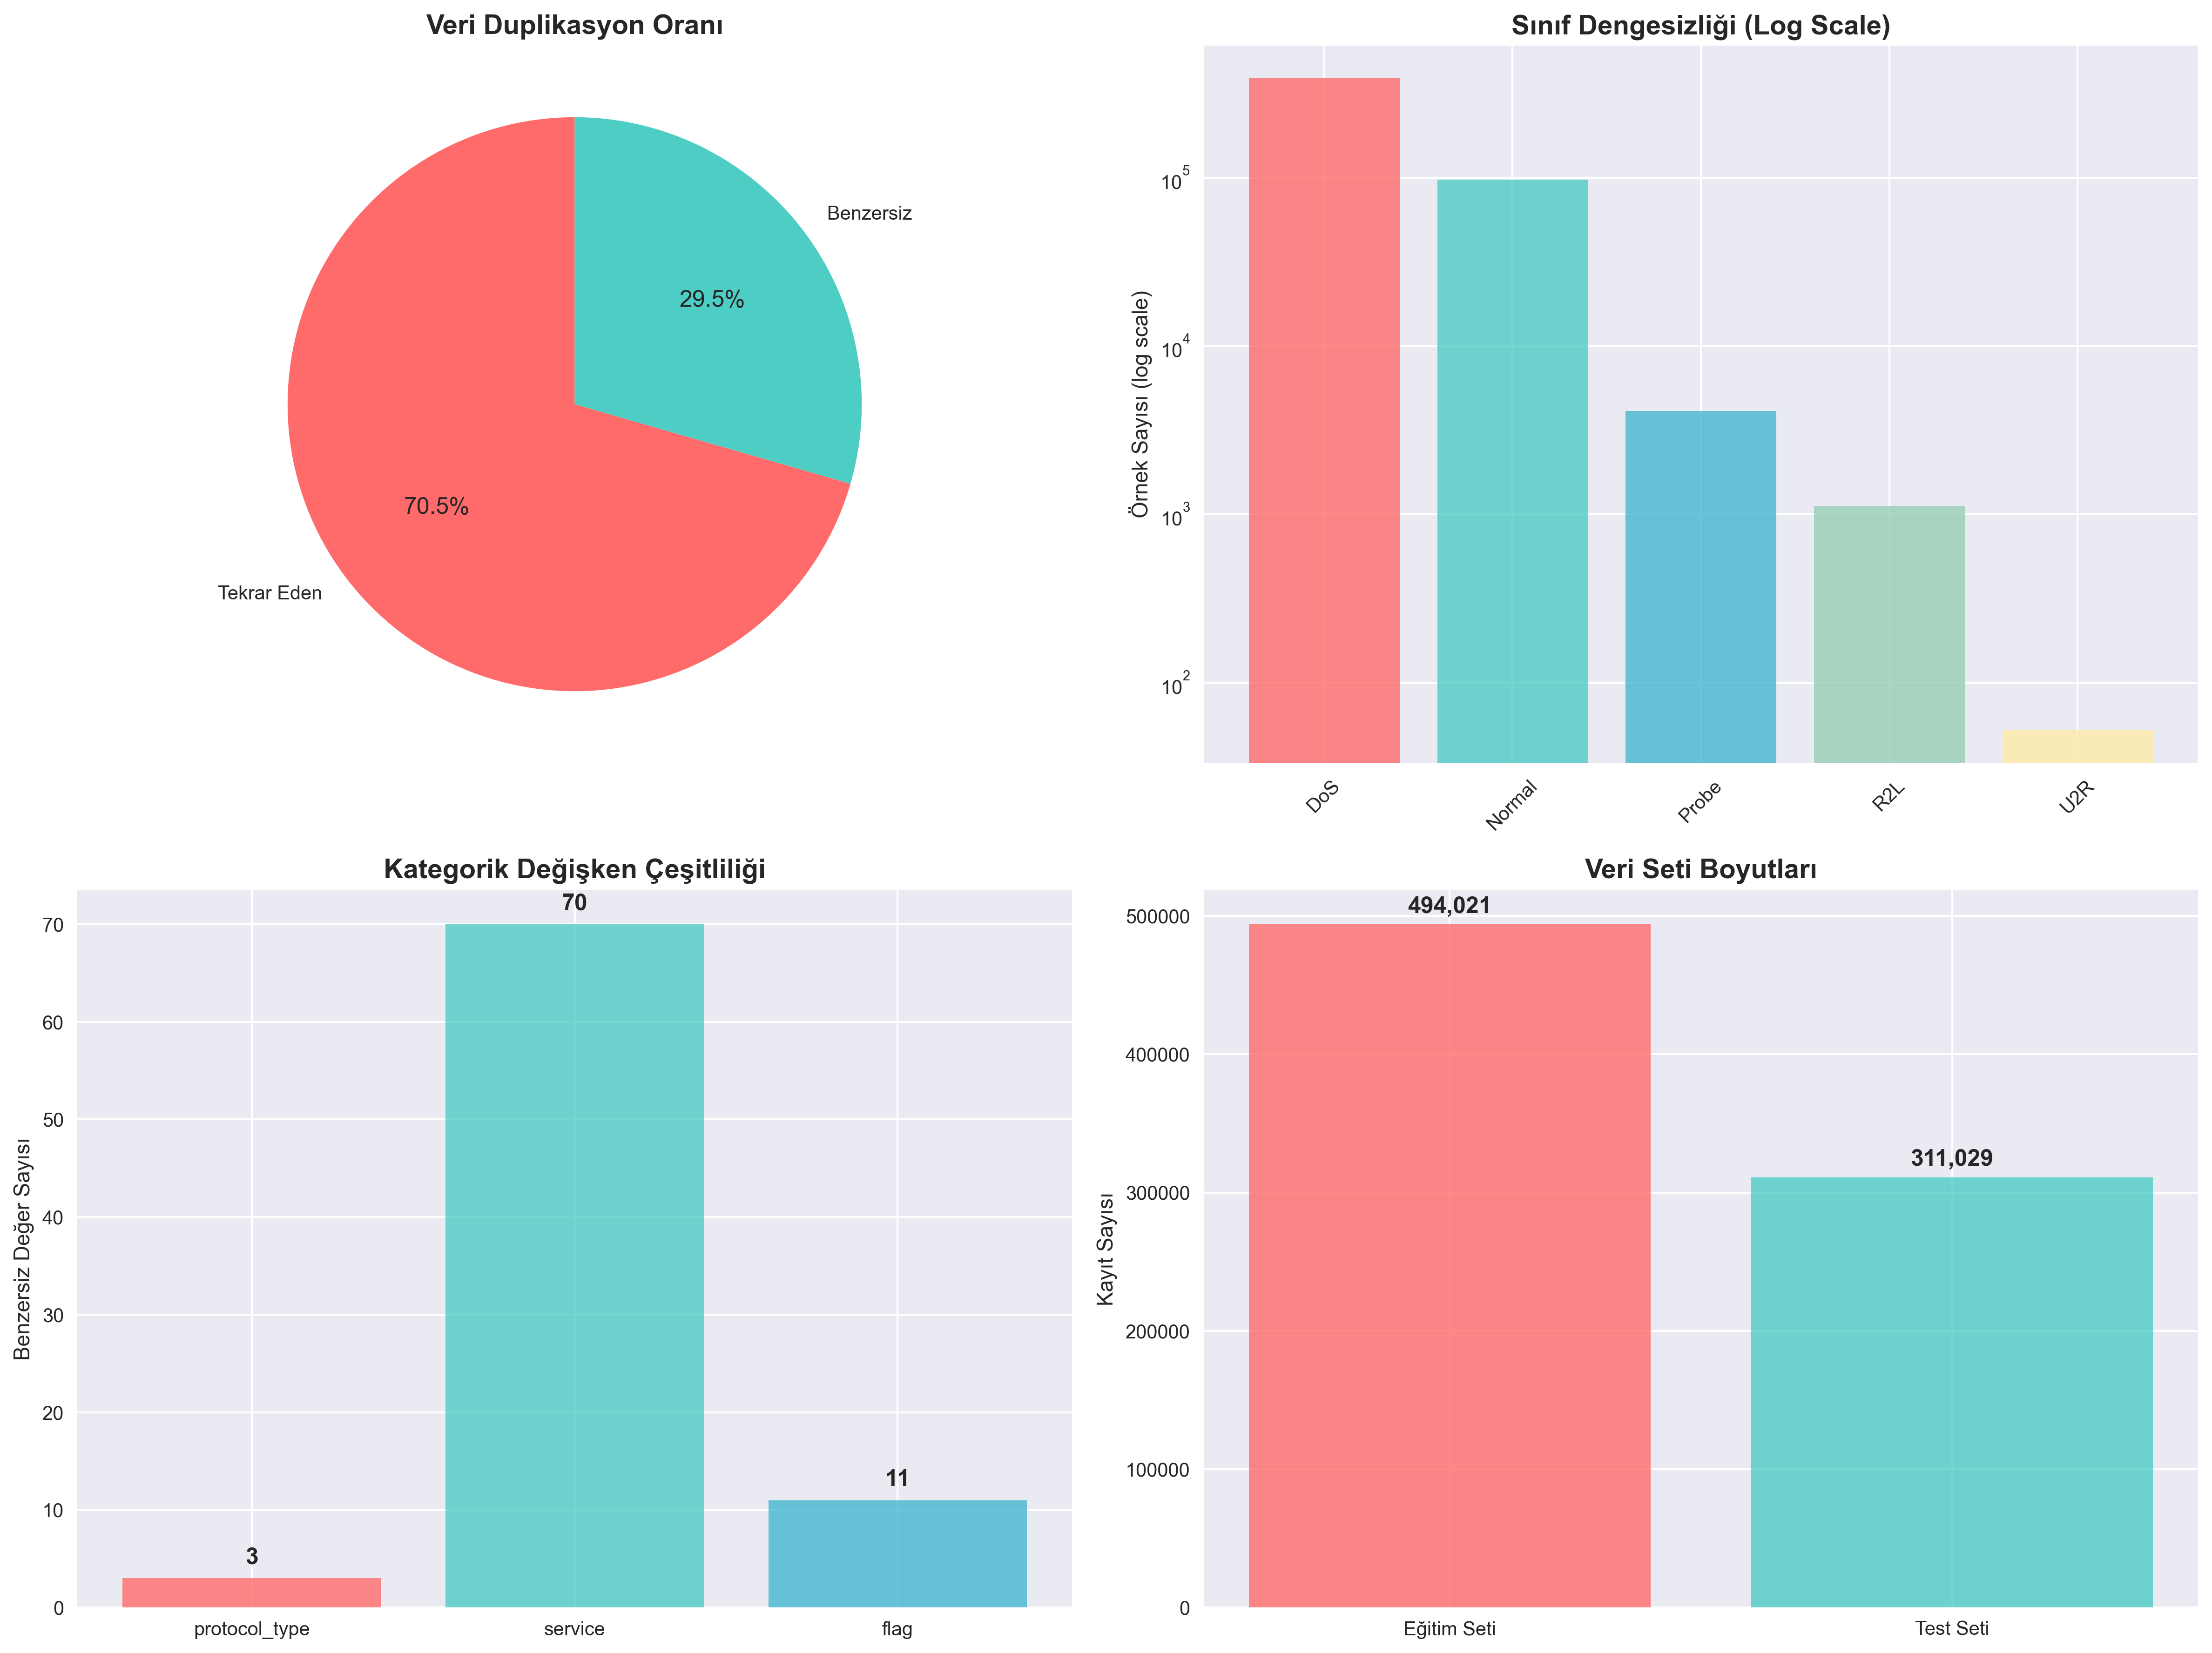 Veri Duplikasyon Oranı
Benzersiz
29.5%
70.5%
Tekrar Eden
Sınıf Dengesizliği (Log Scale)
Örnek Sayısı (log scale)
10^5
10^4
10^3
10^2
DoS
Normal
Probe
R2L
U2R
Kategorik Değişken Çeşitliliği
Benzersiz Değer Sayısı
70
60
50
40
30
20
10
0
3
70
11
protocol_type
service
flag
Veri Seti Boyutları
Kayıt Sayısı
500000
400000
300000
200000
100000
0
494,021
311,029
Eğitim Seti
Test Seti